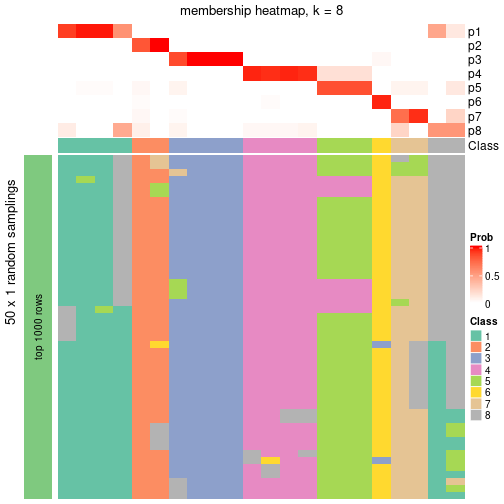 membership heatmap, k = 8
p1
p2
p3
p4
p5
p6
p7
p8
Class
50 x 1 random samplings
top 1000 rows
Prob
1
0.5
0
Class
1
2
3
4
5
6
7
8